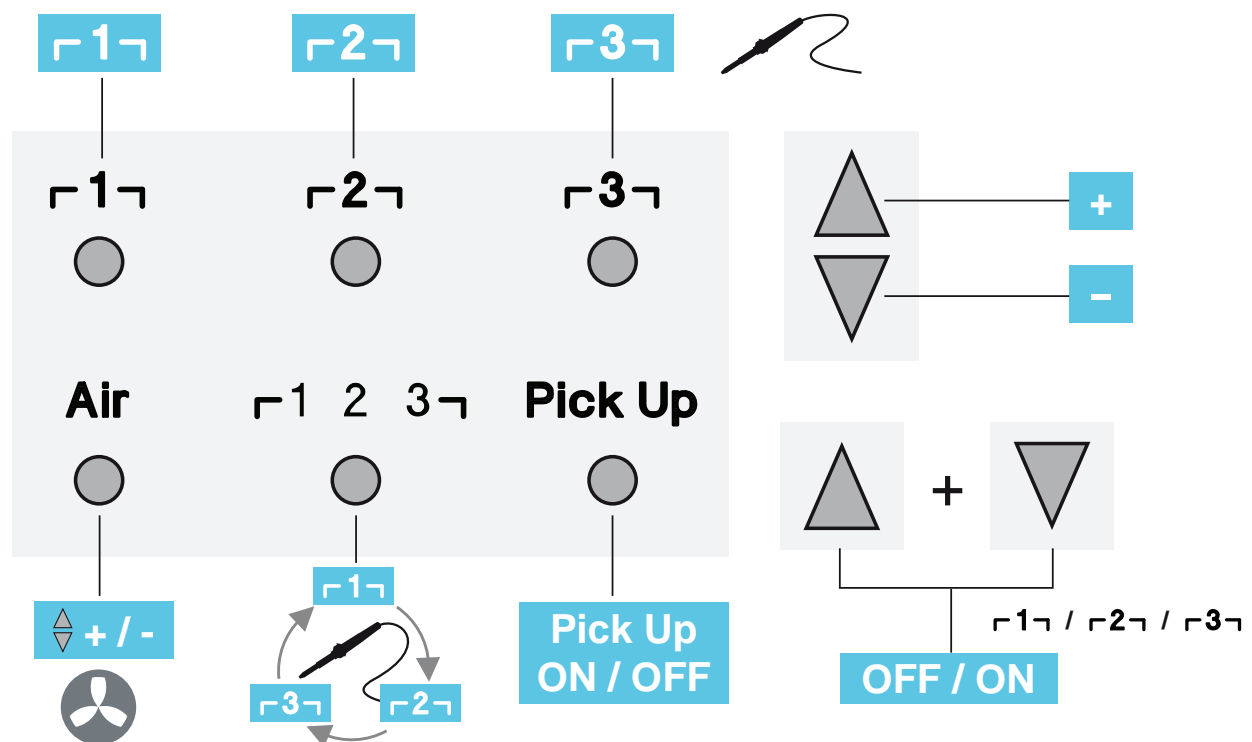 1 2 3
1 2 3
+
-
Air 1 2 3 Pick Up
+
1
+ / -
3 2
Pick Up
ON / OFF
1 / 2 / 3
OFF / ON